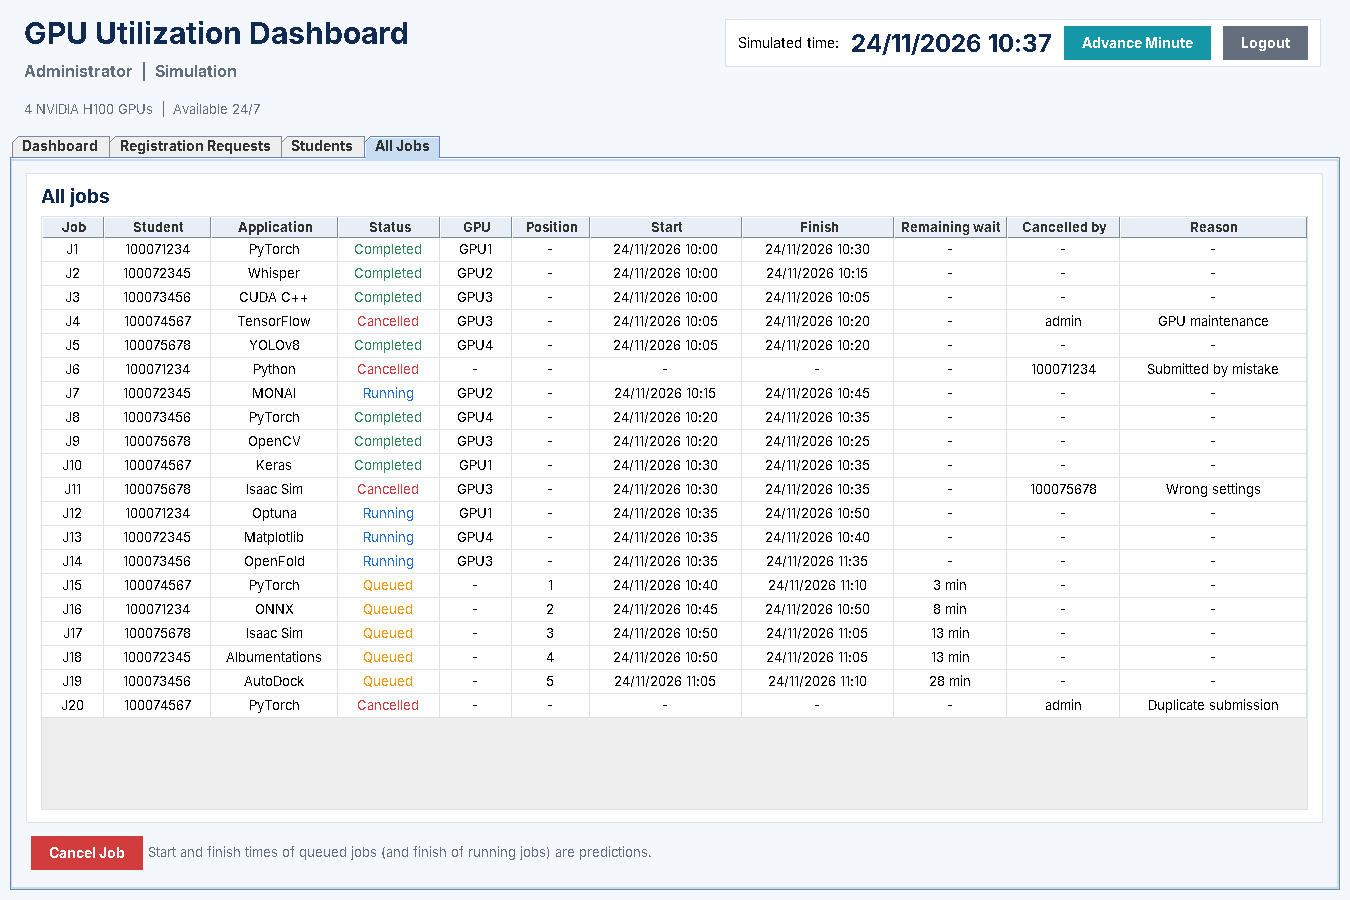 GPU Utilization Dashboard
Administrator | Simulation
4 NVIDIA H100 GPUs | Available 24/7
Simulated time: 24/11/2026 10:37 Advance Minute Logout
Dashboard Registration Requests Students All Jobs
All jobs
Job Student Application Status GPU Position Start Finish Remaining wait Cancelled by Reason
J1 100071234 PyTorch Completed GPU1 - 24/11/2026 10:00 24/11/2026 10:30 - - -
J2 100072345 Whisper Completed GPU2 - 24/11/2026 10:00 24/11/2026 10:15 - - -
J3 100073456 CUDA C++ Completed GPU3 - 24/11/2026 10:00 24/11/2026 10:05 - - -
J4 100074567 TensorFlow Cancelled GPU3 - 24/11/2026 10:05 24/11/2026 10:20 - admin GPU maintenance
J5 100075678 YOLOv8 Completed GPU4 - 24/11/2026 10:05 24/11/2026 10:20 - - -
J6 100071234 Python Cancelled - - - - - 100071234 Submitted by mistake
J7 100072345 MONAI Running GPU2 - 24/11/2026 10:15 24/11/2026 10:45 - - -
J8 100073456 PyTorch Completed GPU4 - 24/11/2026 10:20 24/11/2026 10:35 - - -
J9 100075678 OpenCV Completed GPU3 - 24/11/2026 10:20 24/11/2026 10:25 - - -
J10 100074567 Keras Completed GPU1 - 24/11/2026 10:30 24/11/2026 10:35 - - -
J11 100075678 Isaac Sim Cancelled GPU3 - 24/11/2026 10:30 24/11/2026 10:35 - 100075678 Wrong settings
J12 100071234 Optuna Running GPU1 - 24/11/2026 10:35 24/11/2026 10:50 - - -
J13 100072345 Matplotlib Running GPU4 - 24/11/2026 10:35 24/11/2026 10:40 - - -
J14 100073456 OpenFold Running GPU3 - 24/11/2026 10:35 24/11/2026 11:35 - - -
J15 100074567 PyTorch Queued - 1 24/11/2026 10:40 24/11/2026 11:10 3 min - -
J16 100071234 ONNX Queued - 2 24/11/2026 10:45 24/11/2026 10:50 8 min - -
J17 100075678 Isaac Sim Queued - 3 24/11/2026 10:50 24/11/2026 11:05 13 min - -
J18 100072345 Albumentations Queued - 4 24/11/2026 10:50 24/11/2026 11:05 13 min - -
J19 100073456 AutoDock Queued - 5 24/11/2026 11:05 24/11/2026 11:10 28 min - -
J20 100074567 PyTorch Cancelled - - - - - admin Duplicate submission
Cancel Job Start and finish times of queued jobs (and finish of running jobs) are predictions.